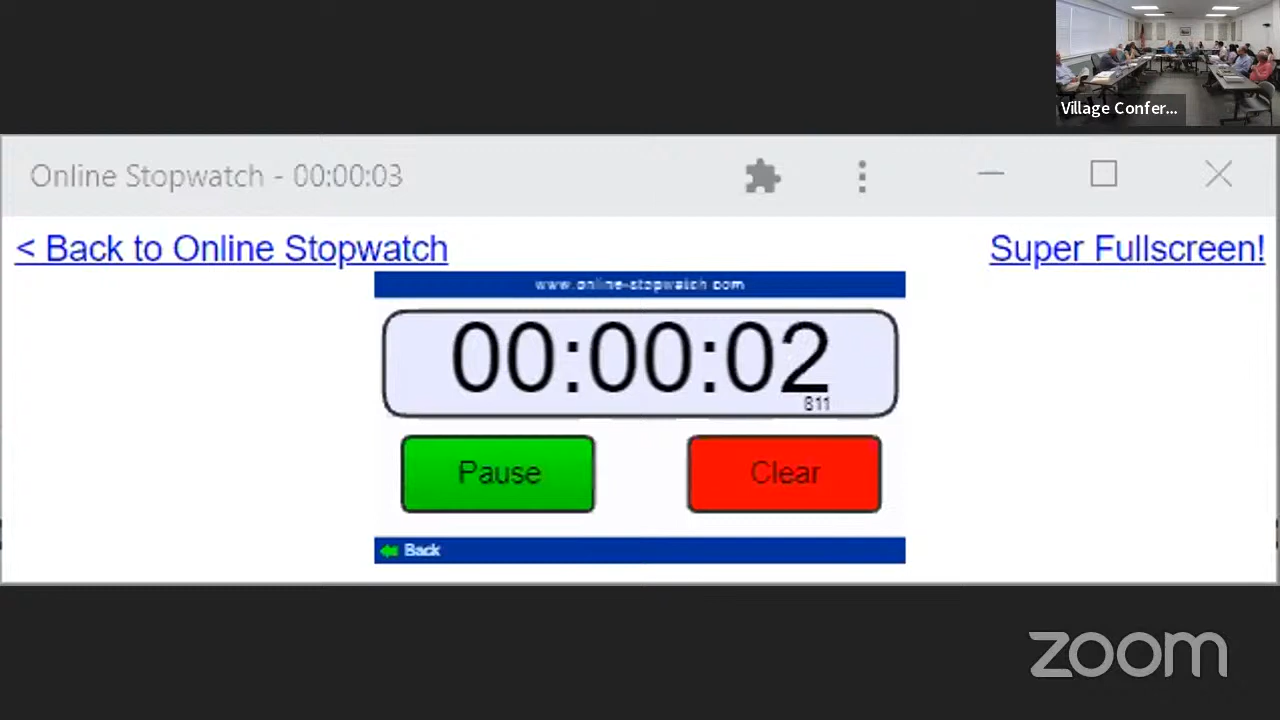 Village Confer...
Online Stopwatch - 00:00:03
< Back to Online Stopwatch
Super Fullscreen!
www.online-stopwatch com
00:00:02
811
Pause
Clear
Back
zoom